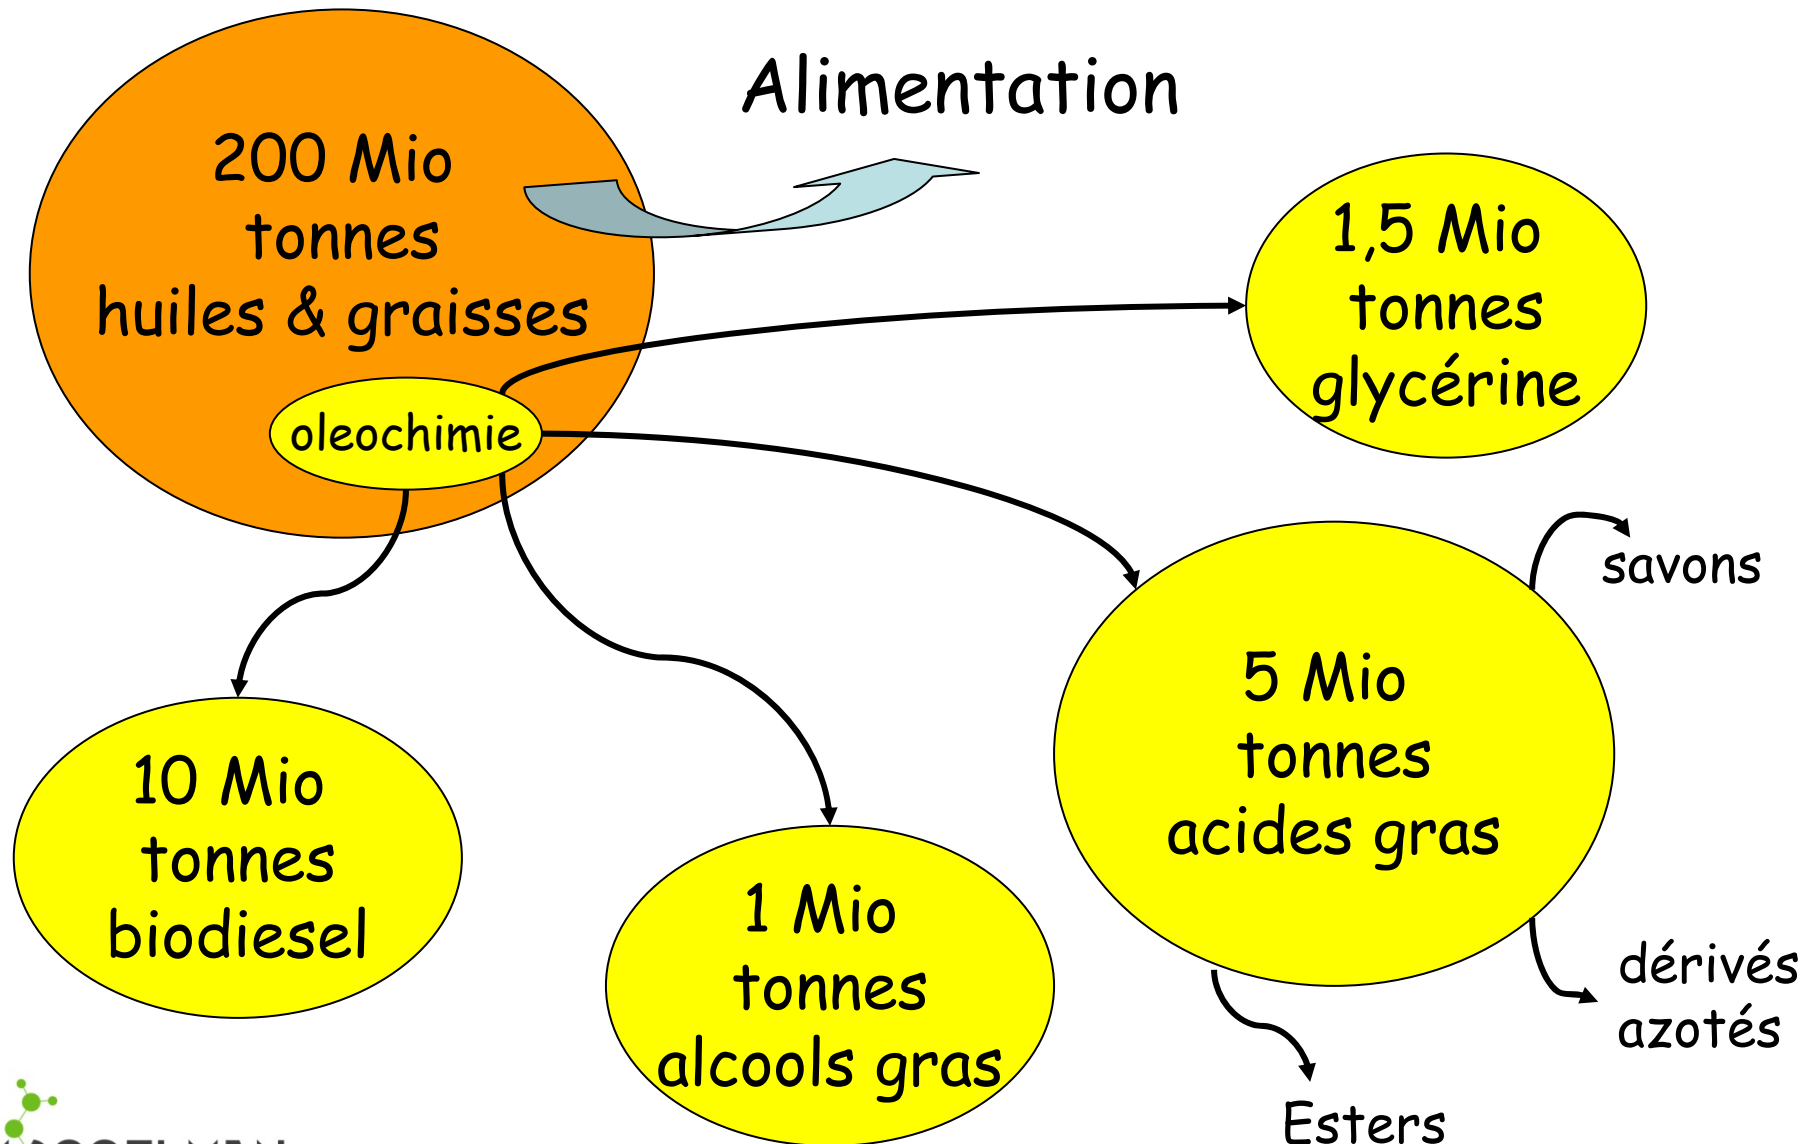 Alimentation
200 Mio
tonnes
huiles & graisses
oleochimie
1,5 Mio
tonnes
glycérine
savons
5 Mio
tonnes
acides gras
10 Mio
tonnes
biodiesel
1 Mio
tonnes
alcools gras
dérivés
azotés
Esters